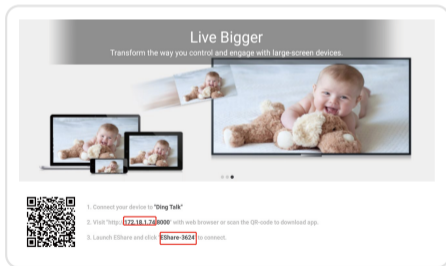 Live Bigger
Transform the way you control and engage with large-screen devices.
1. Connect your device to "Ding Talk"
2. Visit "http://172.18.1.74:8000" with web browser or scan the QR-code to download app.
3. Launch EShare and click "EShare-3624" to connect.